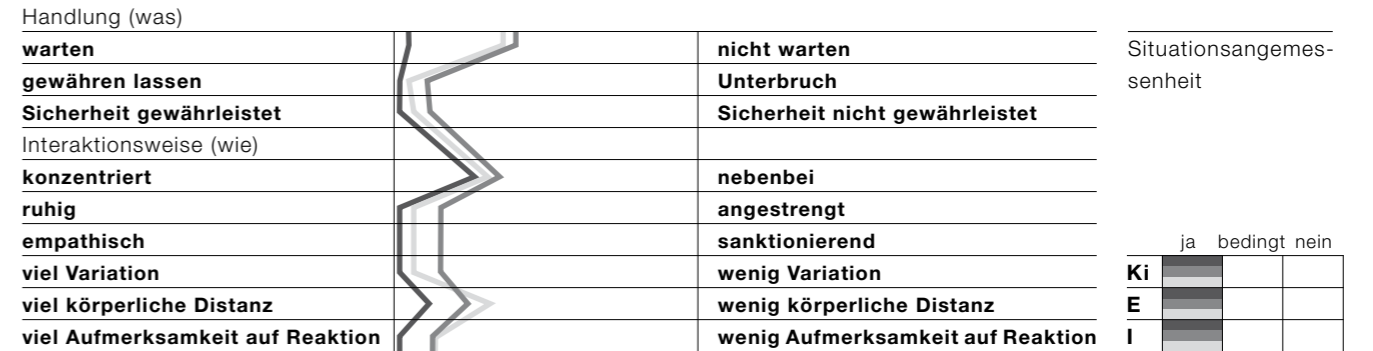 Handlung (was)
warten nicht warten Situationsangemes-
gewähren lassen Unterbruch senheit
Sicherheit gewährleistet Sicherheit nicht gewährleistet
Interaktionsweise (wie)
konzentriert nebenbei
ruhig angestrengt
empathisch sanktionierend ja bedingt nein
viel Variation wenig Variation Ki
viel körperliche Distanz wenig körperliche Distanz E
viel Aufmerksamkeit auf Reaktion wenig Aufmerksamkeit auf Reaktion I